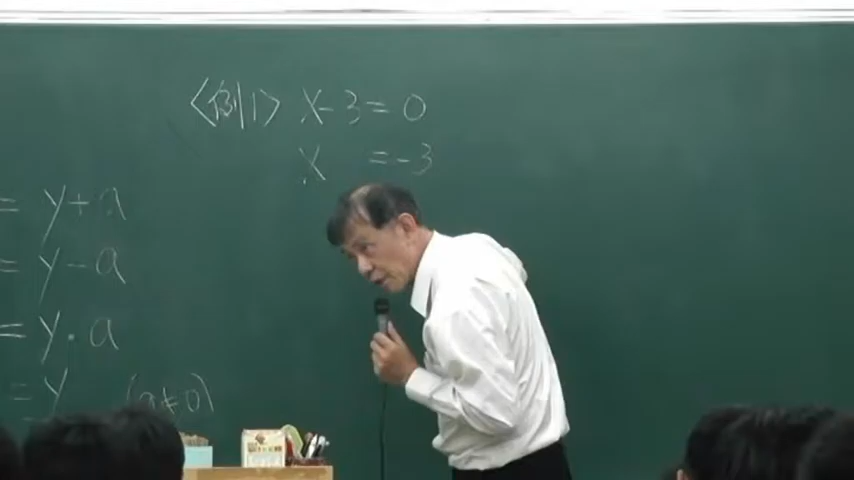 〈例1〉 x-3=0
x =-3
= y+a
= y-a
= y・a
= y (a≠0)